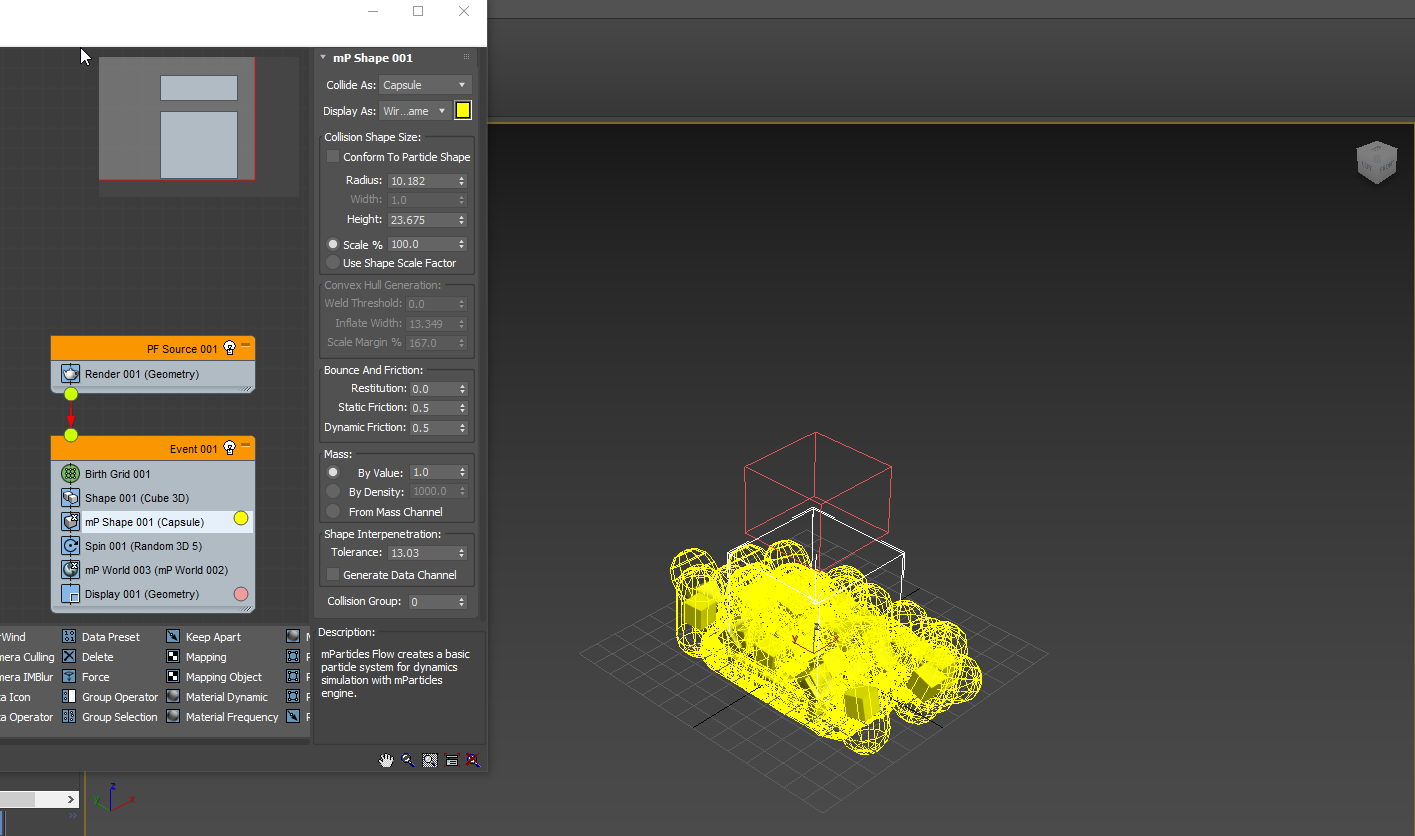 mP Shape 001
Collide As: Capsule
Display As: Wir...ame
Collision Shape Size:
Conform To Particle Shape
Radius: 10.182
Width: 1.0
Height: 23.675
Scale % 100.0
Use Shape Scale Factor
Convex Hull Generation:
Weld Threshold: 0.0
Inflate Width: 13.349
Scale Margin % 167.0
Bounce And Friction:
Restitution: 0.0
Static Friction: 0.5
Dynamic Friction: 0.5
Mass:
By Value: 1.0
By Density: 1000.0
From Mass Channel
Shape Interpenetration:
Tolerance: 13.03
Generate Data Channel
Collision Group: 0
Description:
mParticles Flow creates a basic
particle system for dynamics
simulation with mParticles
engine.
PF Source 001
Render 001 (Geometry)
Event 001
Birth Grid 001
Shape 001 (Cube 3D)
mP Shape 001 (Capsule)
Spin 001 (Random 3D 5)
mP World 003 (mP World 002)
Display 001 (Geometry)
Wind Data Preset Keep Apart M
mera Culling Delete Mapping
mera IMBlur Force Mapping Object
a Icon Group Operator Material Dynamic
a Operator Group Selection Material Frequency
z
x
y
x